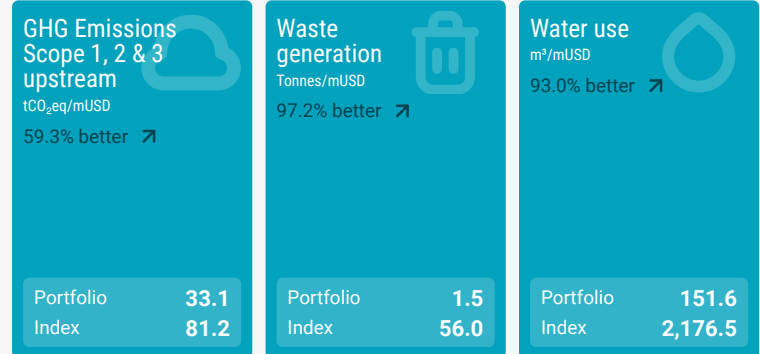 GHG Emissions
Scope 1, 2 & 3
upstream
tCO₂eq/mUSD
59.3% better
Portfolio 33.1
Index 81.2
Waste
generation
Tonnes/mUSD
97.2% better
Portfolio 1.5
Index 56.0
Water use
m³/mUSD
93.0% better
Portfolio 151.6
Index 2,176.5